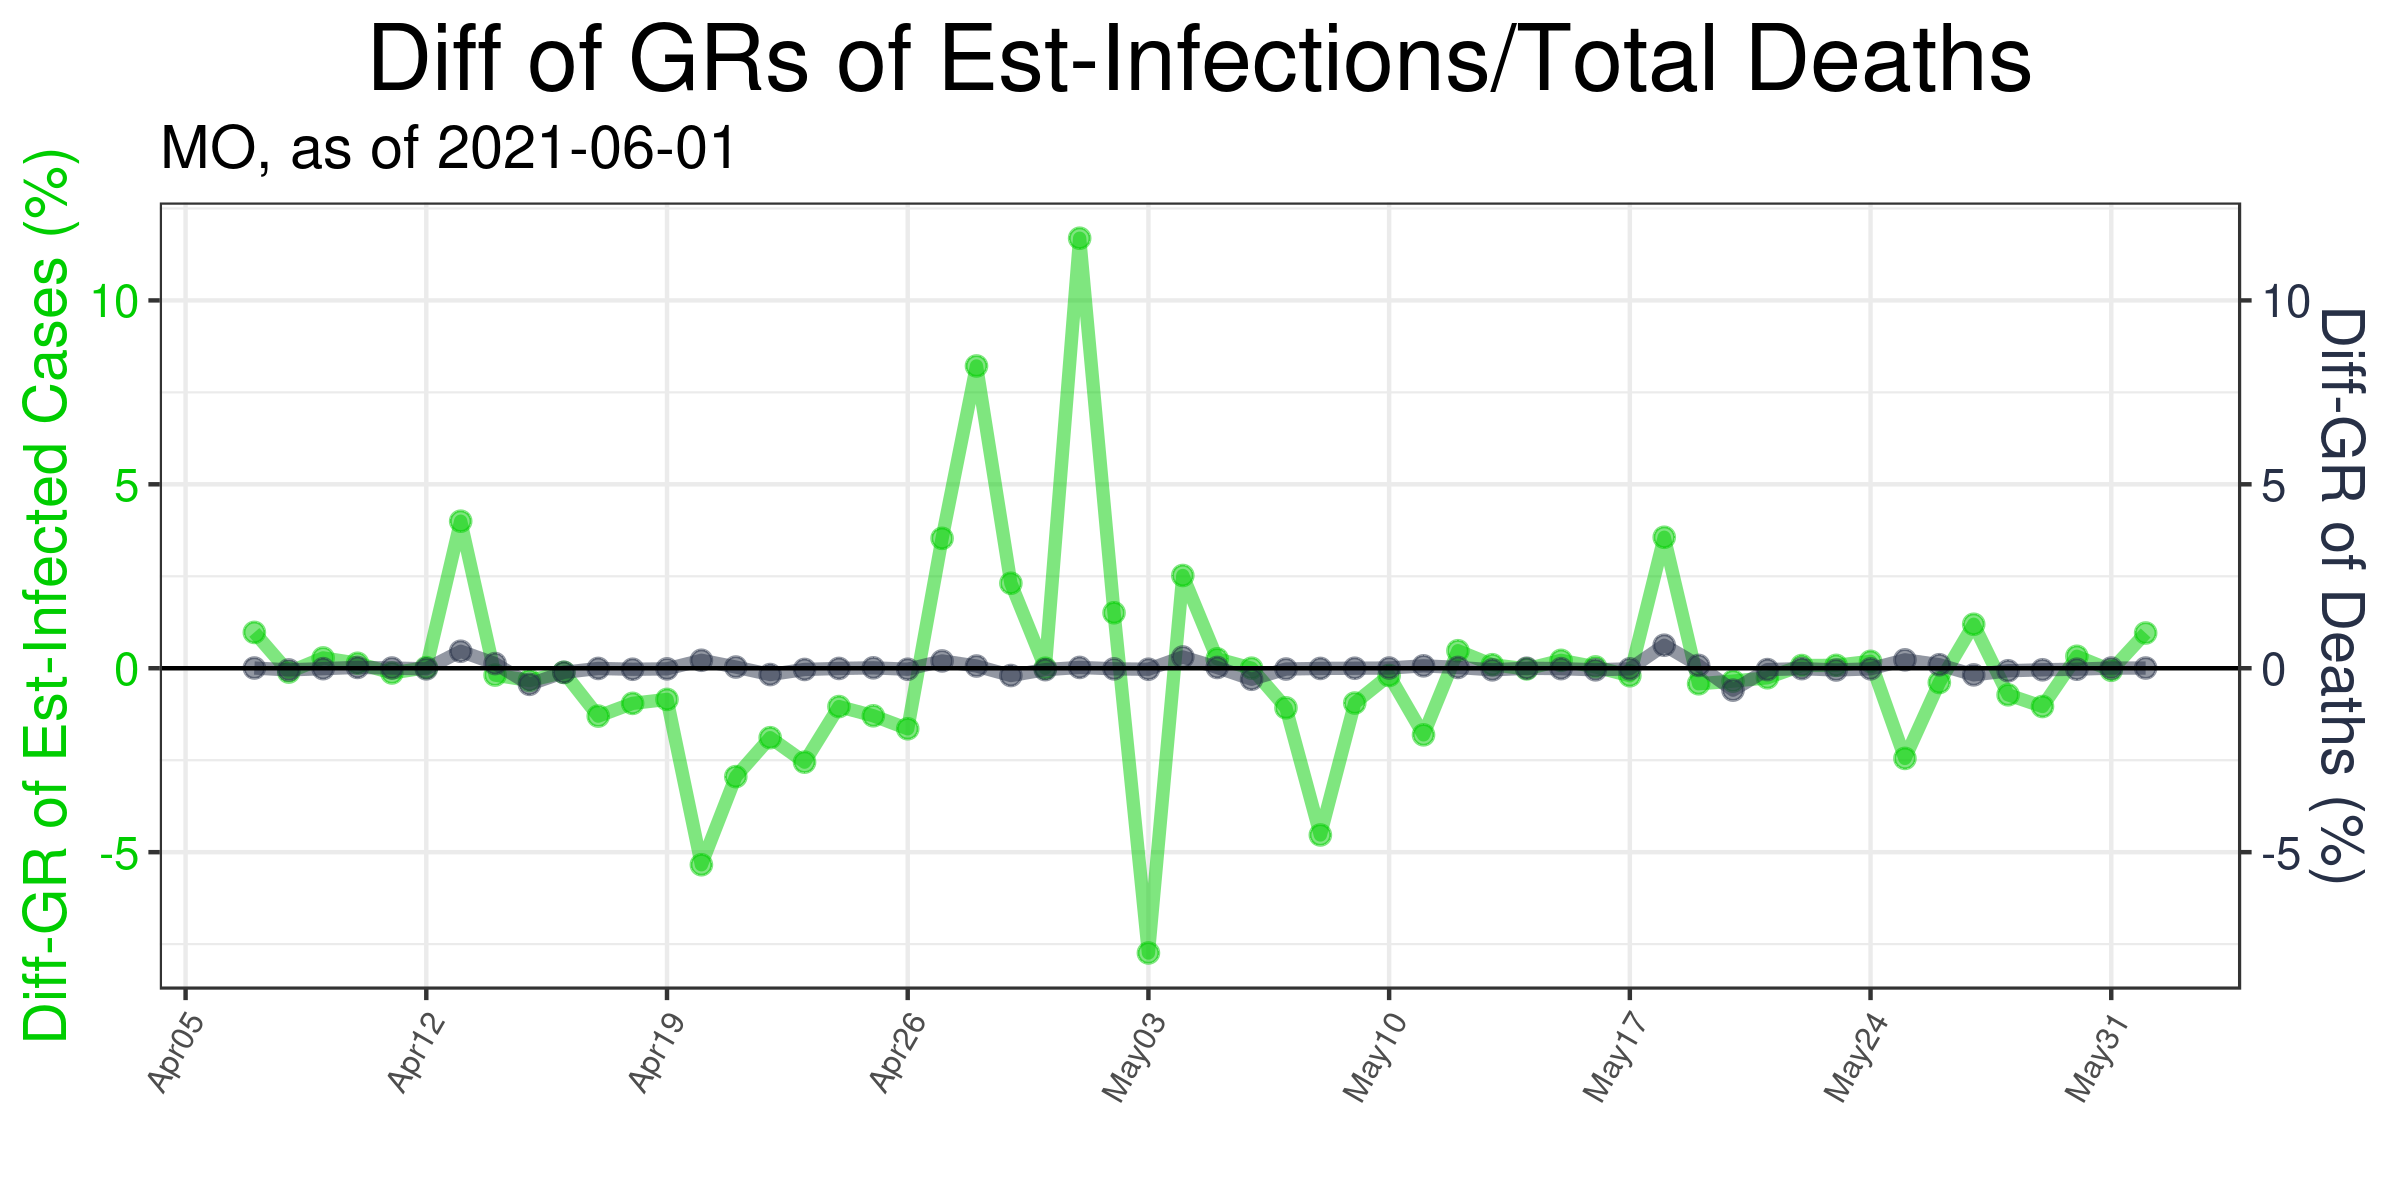 Diff of GRs of Est-Infections/Total Deaths
MO, as of 2021-06-01
Diff-GR of Est-Infected Cases (%)
10
5
0
-5
10
5
0
-5
Diff-GR of Deaths (%)
Apr05
Apr12
Apr19
Apr26
May03
May10
May17
May24
May31